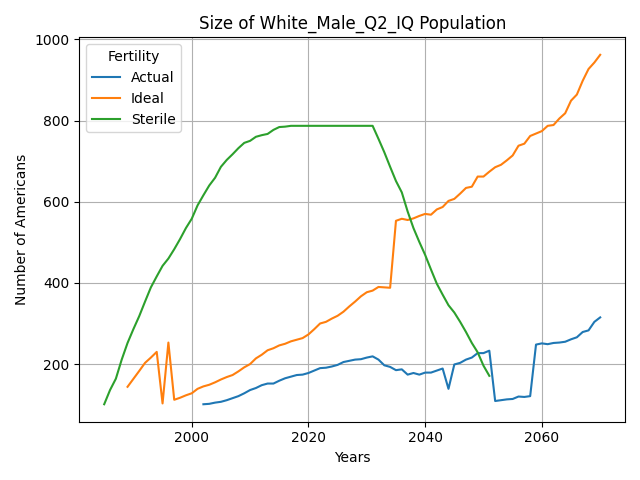 Size of White_Male_Q2_IQ Population
Number of Americans
1000
800
600
400
200
Fertility
Actual
Ideal
Sterile
2000
2020
2040
2060
Years